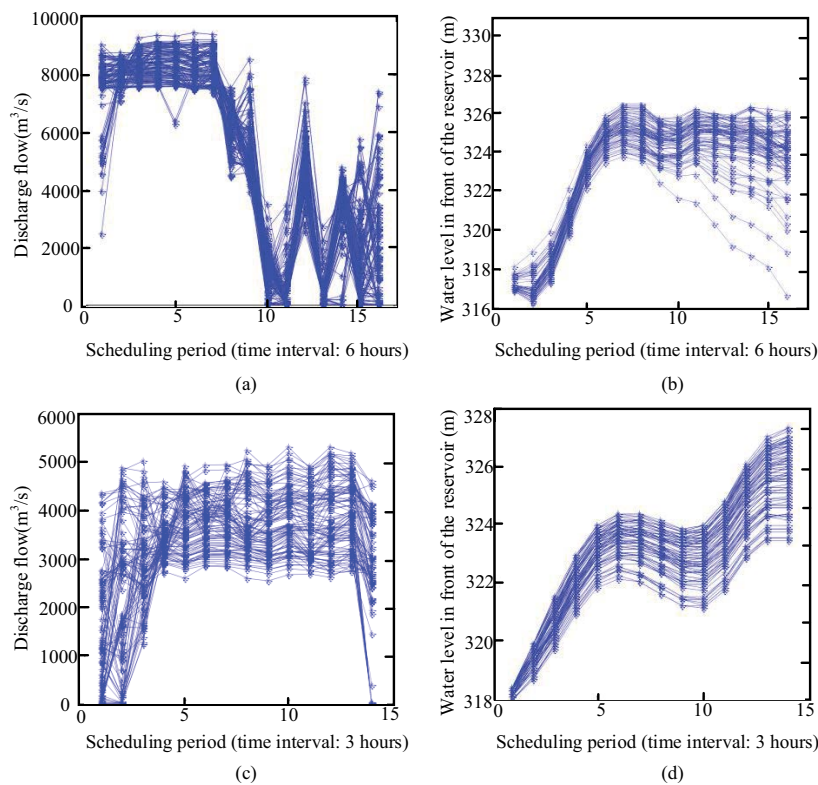 10000
8000
6000
4000
2000
0
Discharge flow(m³/s)
0 5 10 15
Scheduling period (time interval: 6 hours)
(a)
330
328
326
324
322
320
318
316
Water level in front of the reservoir (m)
0 5 10 15
Scheduling period (time interval: 6 hours)
(b)
6000
5000
4000
3000
2000
1000
0
Discharge flow(m³/s)
0 5 10 15
Scheduling period (time interval: 3 hours)
(c)
328
326
324
322
320
318
Water level in front of the reservoir (m)
0 5 10 15
Scheduling period (time interval: 3 hours)
(d)